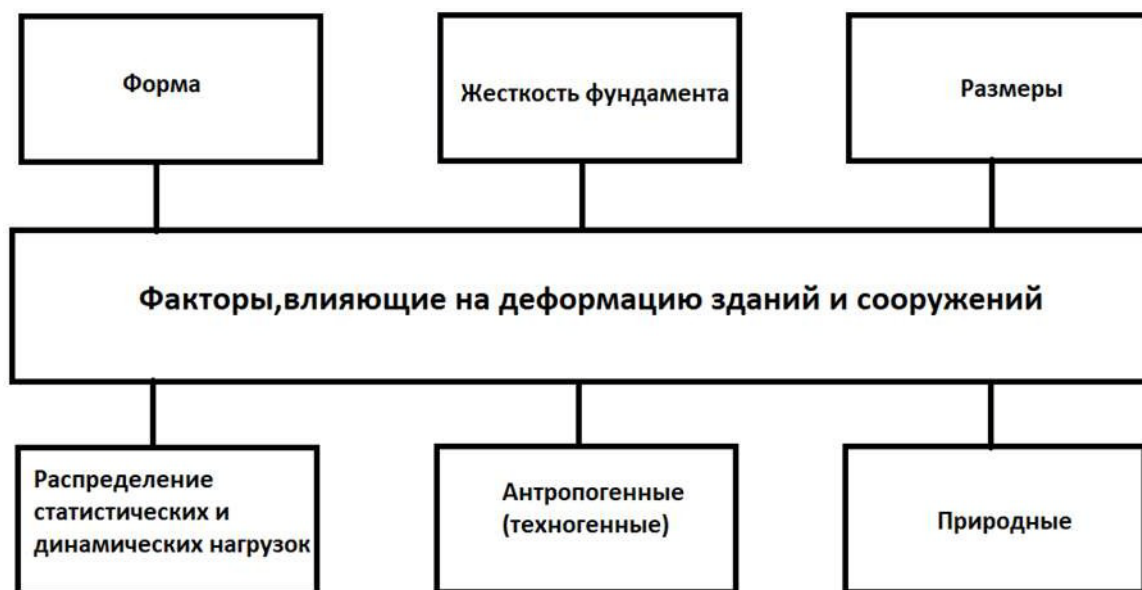 Форма
Жесткость фундамента
Размеры
Факторы,влияющие на деформацию зданий и сооружений
Распределение
статистических и
динамических нагрузок
Антропогенные
(техногенные)
Природные